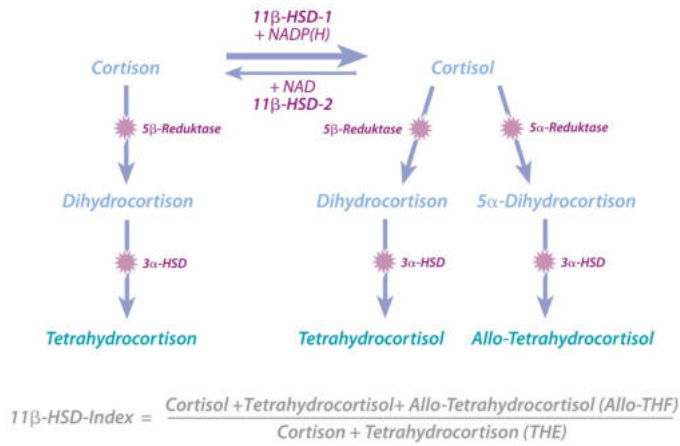 11β-HSD-1
+ NADP(H)
Cortison
Cortisol
+ NAD
11β-HSD-2
5β-Reduktase
5β-Reduktase
5α-Reduktase
Dihydrocortison
Dihydrocortison
5α-Dihydrocortison
3α-HSD
3α-HSD
3α-HSD
Tetrahydrocortison
Tetrahydrocortisol
Allo-Tetrahydrocortisol
11β-HSD-Index = Cortisol +Tetrahydrocortisol+ Allo-Tetrahydrocortisol (Allo-THF)
Cortison + Tetrahydrocortison (THE)